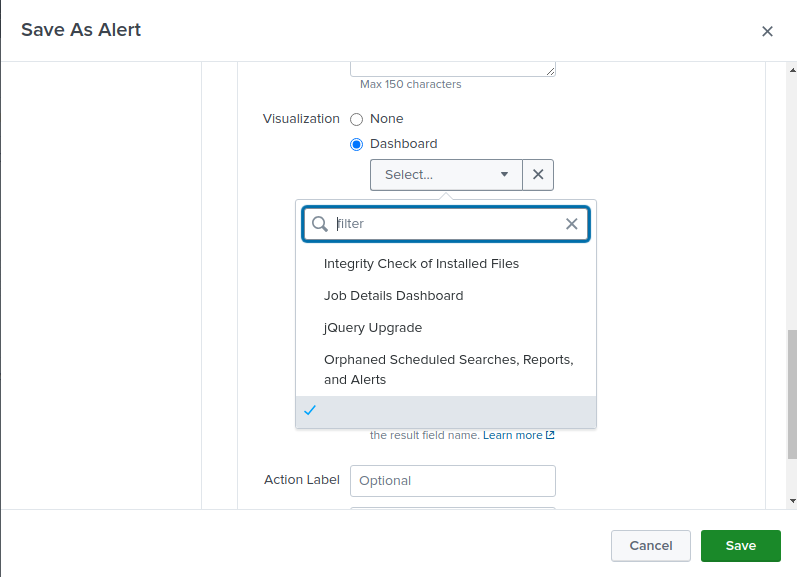 Save As Alert
Max 150 characters
Visualization
None
Dashboard
Select...
filter
Integrity Check of Installed Files
Job Details Dashboard
jQuery Upgrade
Orphaned Scheduled Searches, Reports,
and Alerts
the result field name. Learn more
Action Label
Optional
Cancel
Save